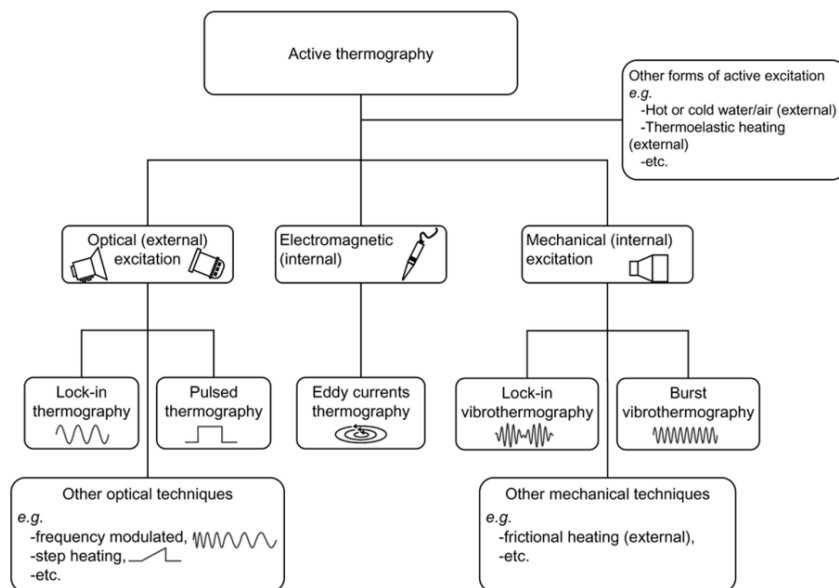 Active thermography
Other forms of active excitation
e.g.
-Hot or cold water/air (external)
-Thermoelastic heating
(external)
-etc.
Optical (external)
excitation
Electromagnetic
(internal)
Mechanical (internal)
excitation
Lock-in
thermography
Pulsed
thermography
Eddy currents
thermography
Lock-in
vibrothermography
Burst
vibrothermography
Other optical techniques
e.g.
-frequency modulated,
-step heating,
-etc.
Other mechanical techniques
e.g.
-frictional heating (external),
-etc.